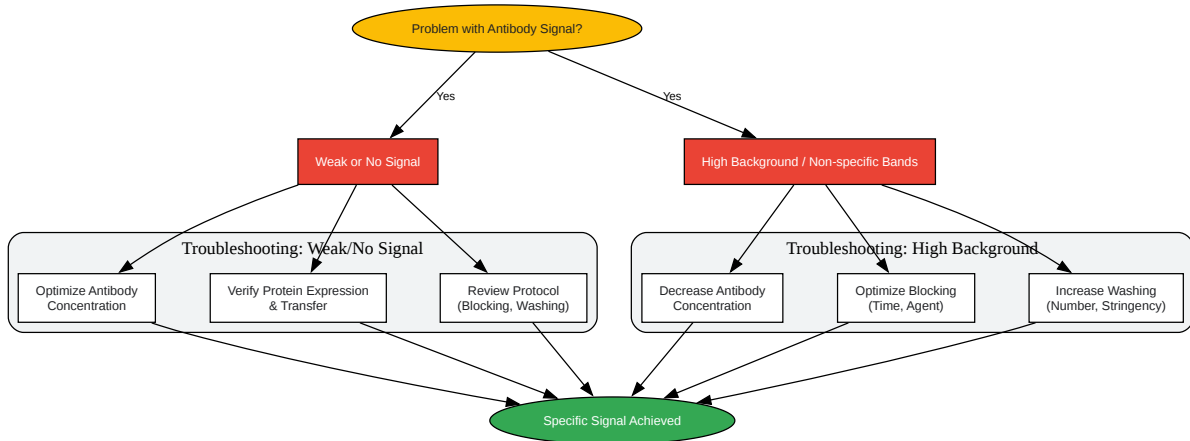 Problem with Antibody Signal?
Yes
Yes
Weak or No Signal
High Background / Non-specific Bands
Troubleshooting: Weak/No Signal
Troubleshooting: High Background
Optimize Antibody
Concentration
Verify Protein Expression
& Transfer
Review Protocol
(Blocking, Washing)
Decrease Antibody
Concentration
Optimize Blocking
(Time, Agent)
Increase Washing
(Number, Stringency)
Specific Signal Achieved